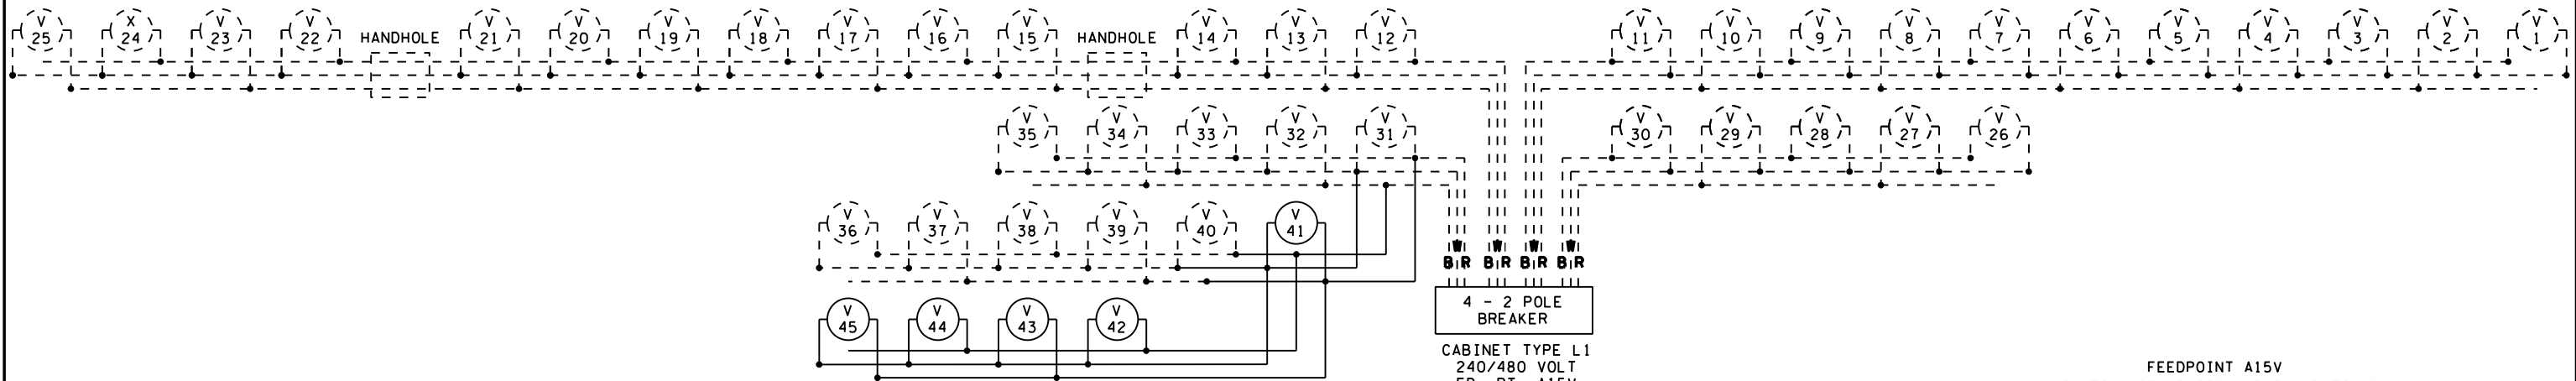 V V V V V V V V V V V V V V V V V V V V V V V V V
25 X 24 23 22 HANDHOLE 21 20 19 18 17 16 15 HANDHOLE 14 13 12 11 10 9 8 7 6 5 4 3 2 1
V V V V V V V V V V
35 34 33 32 31 30 29 28 27 26
V V V V V V
36 37 38 39 40 41
W W W W
B R B R B R B R
4 - 2 POLE
BREAKER
V V V V
45 44 43 42
CABINET TYPE L1
240/480 VOLT
FEEDPOINT A15V